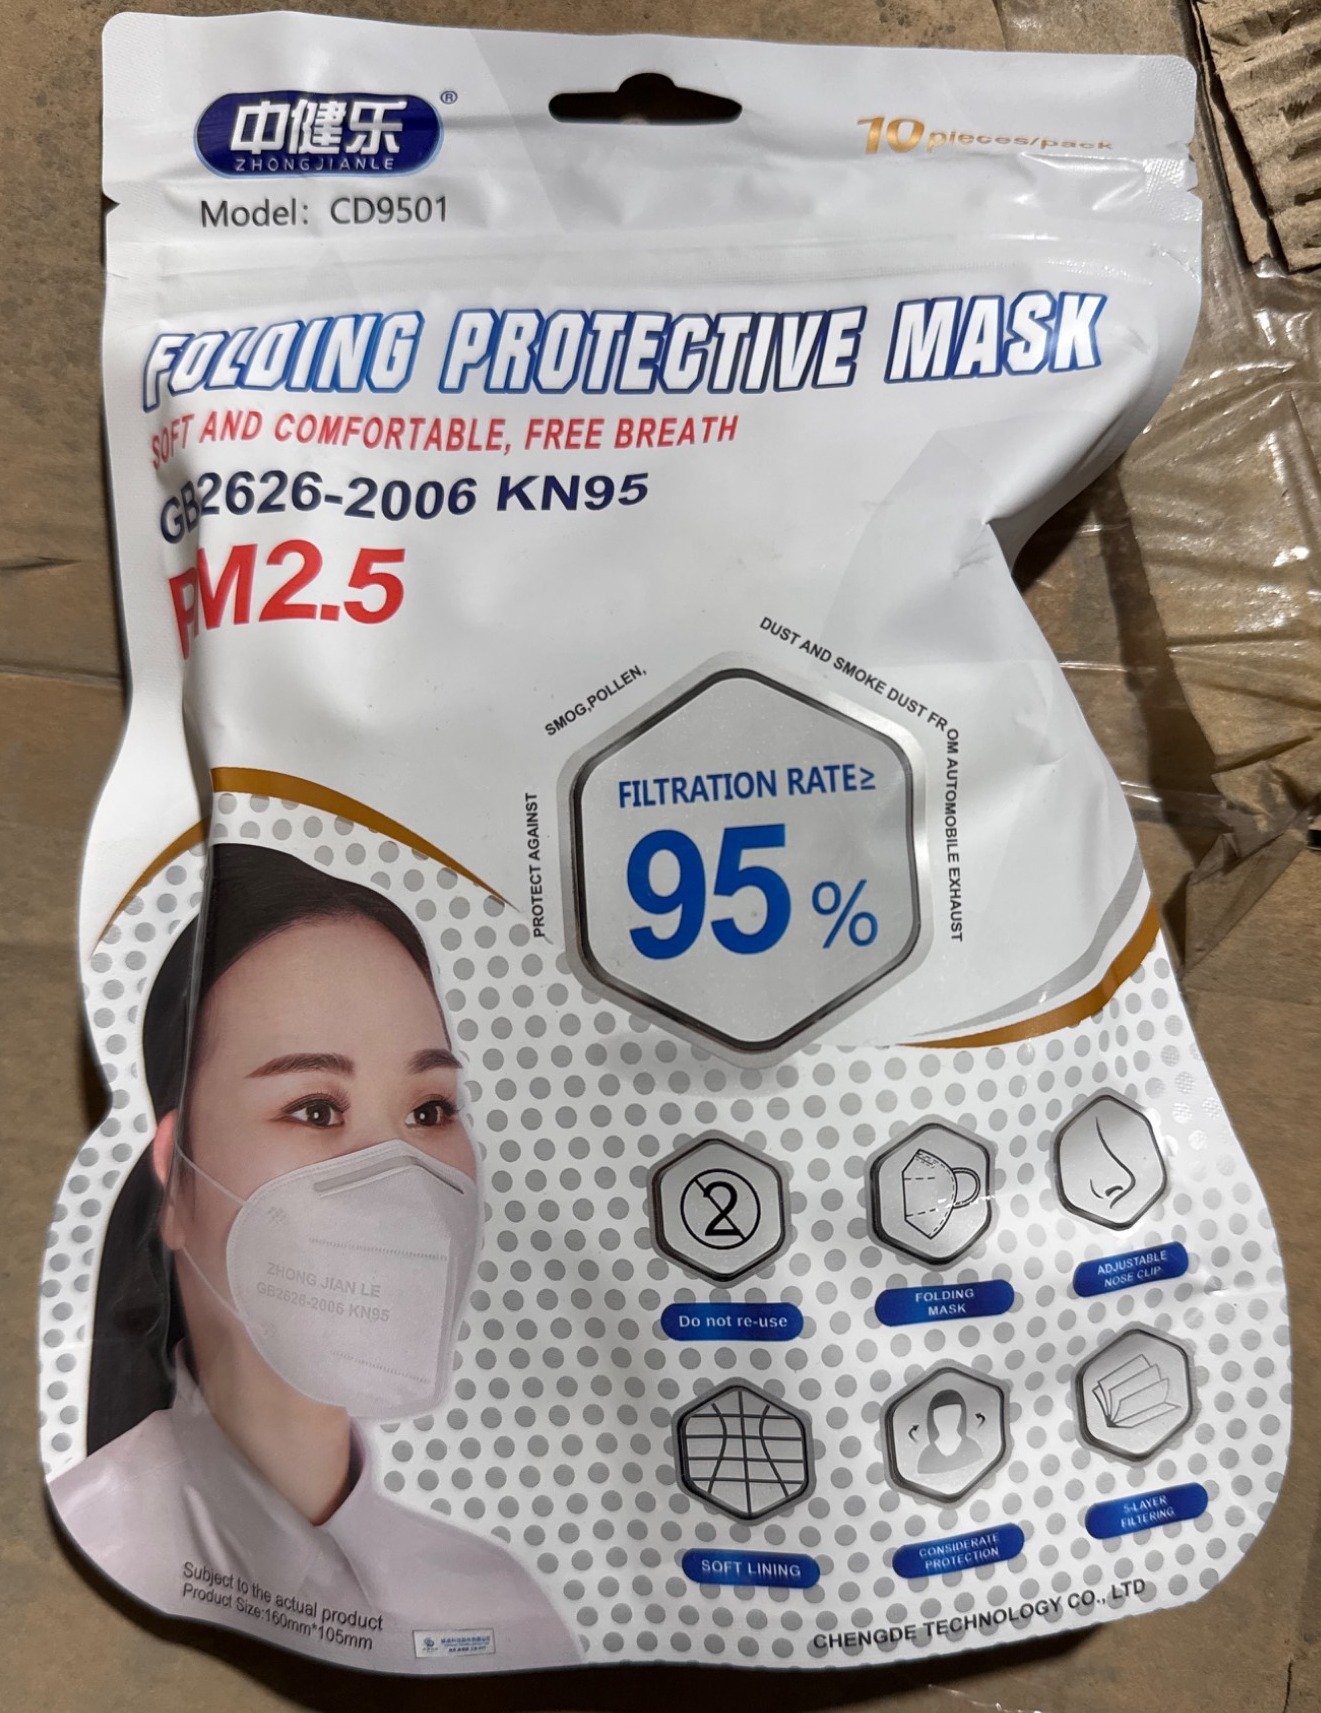 中健乐®
ZHONGJIANLE
10 pieces/pack
Model: CD9501
FOLDING PROTECTIVE MASK
SOFT AND COMFORTABLE, FREE BREATH
GB2626-2006 KN95
PM2.5
PROTECT AGAINST
SMOG,POLLEN,
DUST AND SMOKE DUST FR
OM AUTOMOBILE EXHAUST
FILTRATION RATE≥
95%
ZHONG JIAN LE
GB2626-2006 KN95
2
Do not re-use
FOLDING
MASK
ADJUSTABLE
NOSE CLIP
SOFT LINING
CONSIDERATE
PROTECTION
5-LAYER
FILTERING
Subject to the actual product
Product Size:160mm*105mm
CHENGDE TECHNOLOGY CO., LTD